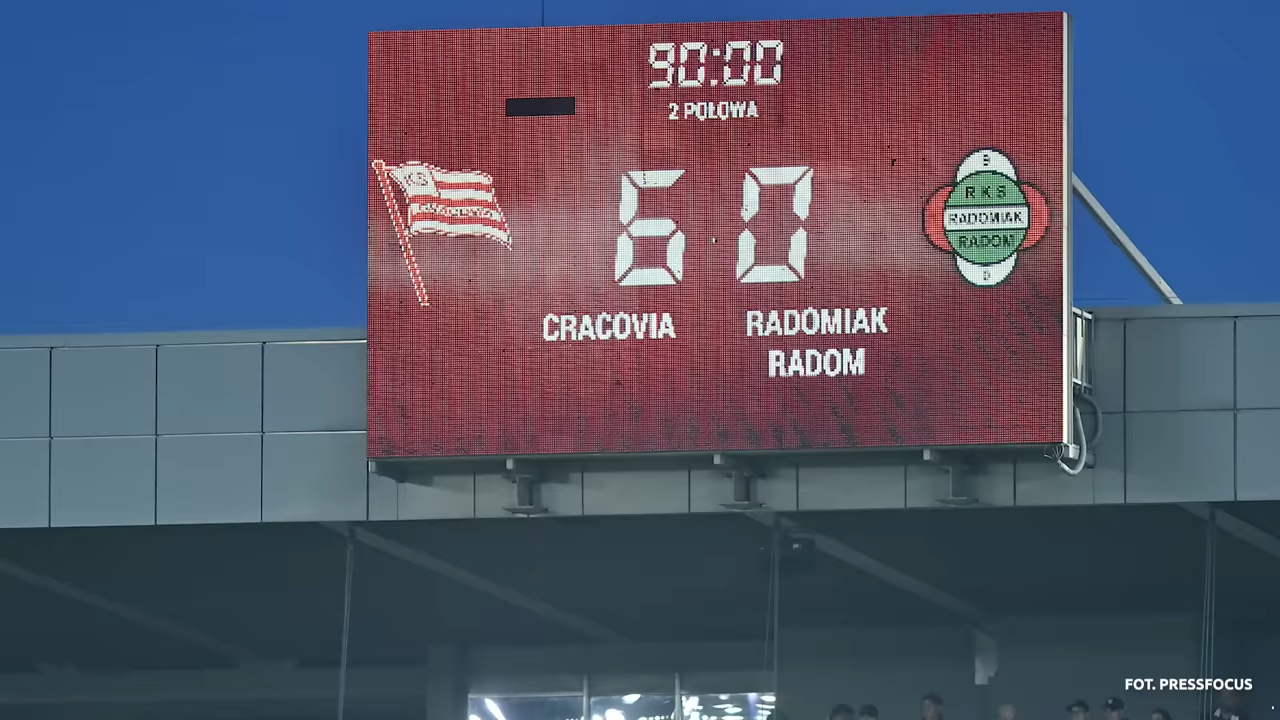 90:00
2 POŁOWA
6 0
CRACOVIA
RADOMIAK
RADOM
RKS
RADOMIAK
RADOM
FOT. PRESSFOCUS